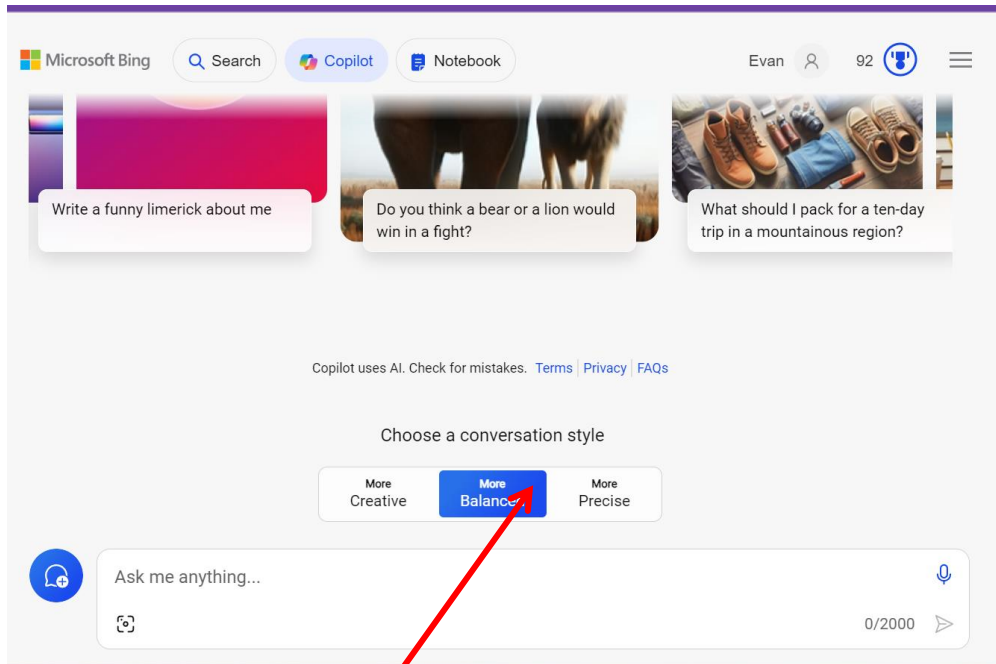 Microsoft Bing Search Copilot Notebook Evan 92
Write a funny limerick about me
Do you think a bear or a lion would
win in a fight?
What should I pack for a ten-day
trip in a mountainous region?
Copilot uses AI. Check for mistakes. Terms Privacy FAQs
Choose a conversation style
More
Creative
More
Balanced
More
Precise
Ask me anything...
0/2000